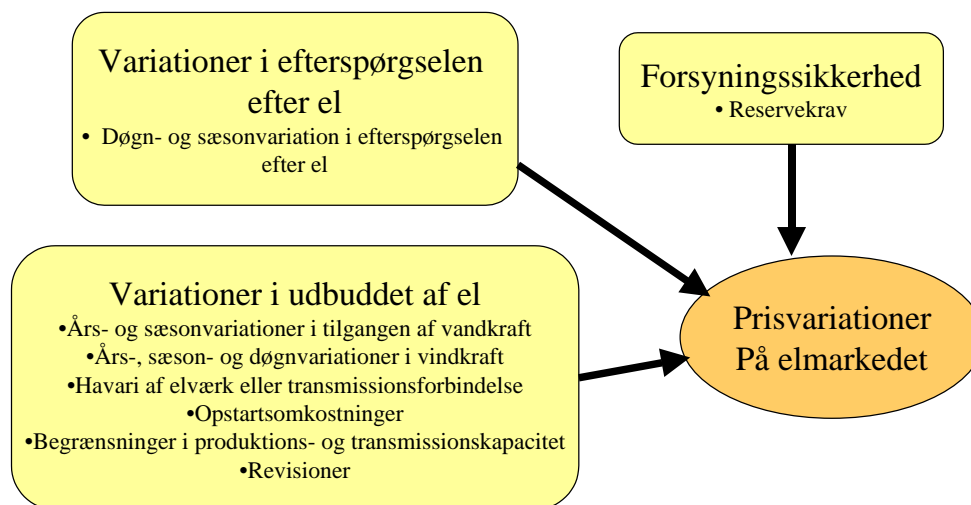 Variationer i efterspørgselen
efter el
• Døgn- og sæsonvariation i efterspørgselen
efter el
Forsyningssikkerhed
• Reservekrav
Variationer i udbuddet af el
•Års- og sæsonvariationer i tilgangen af vandkraft
•Års-, sæson- og døgnvariationer i vindkraft
•Havari af elværk eller transmissionsforbindelse
•Opstartsomkostninger
•Begrænsninger i produktions- og transmissionskapacitet
•Revisioner
Prisvariationer
På elmarkedet